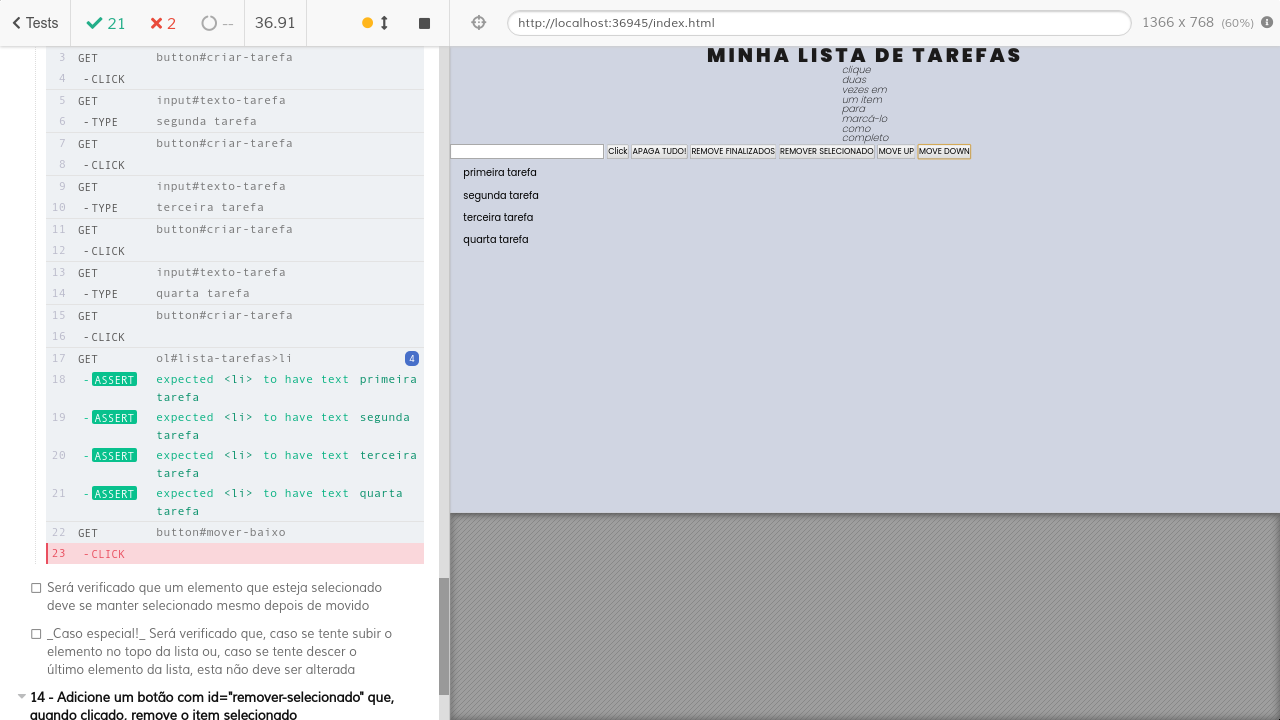 Tests
21
2
--
36.91
http://localhost:36945/index.html
1366 x 768 (60%)
3 GET button#criar-tarefa
4 -CLICK
5 GET input#texto-tarefa
6 -TYPE segunda tarefa
7 GET button#criar-tarefa
8 -CLICK
9 GET input#texto-tarefa
10 -TYPE terceira tarefa
11 GET button#criar-tarefa
12 -CLICK
13 GET input#texto-tarefa
14 -TYPE quarta tarefa
15 GET button#criar-tarefa
16 -CLICK
17 GET ol#lista-tarefas>li 4
18 -ASSERT expected <li> to have text primeira
tarefa
19 -ASSERT expected <li> to have text segunda
tarefa
20 -ASSERT expected <li> to have text terceira
tarefa
21 -ASSERT expected <li> to have text quarta
tarefa
22 GET button#mover-baixo
23 -CLICK
Será verificado que um elemento que esteja selecionado
deve se manter selecionado mesmo depois de movido
_Caso especial!_ Será verificado que, caso se tente subir o
elemento no topo da lista ou, caso se tente descer o
último elemento da lista, esta não deve ser alterada
14 - Adicione um botão com id="remover-selecionado" que,
quando clicado, remove o item selecionado
MINHA LISTA DE TAREFAS
clique
duas
vezes em
um item
para
marcá-lo
como
completo
Click APAGA TUDO! REMOVE FINALIZADOS REMOVER SELECIONADO MOVE UP MOVE DOWN
primeira tarefa
segunda tarefa
terceira tarefa
quarta tarefa